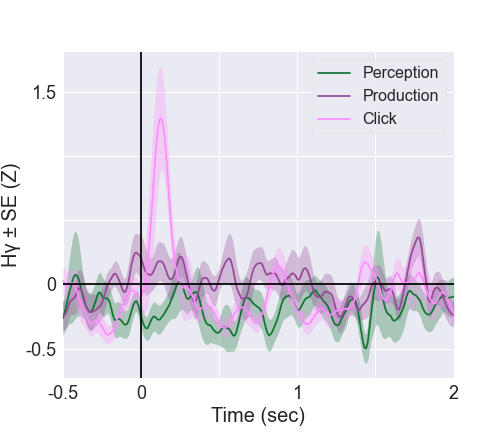 Perception
Production
Click
Hγ ± SE (Z)
1.5
0
-0.5
-0.5 0 1 2
Time (sec)